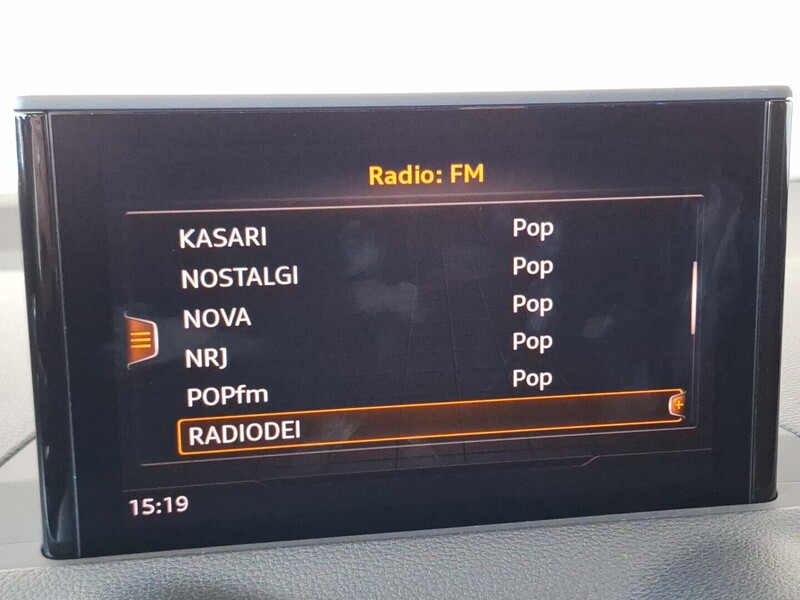 Radio: FM
KASARI Pop
NOSTALGI Pop
NOVA Pop
NRJ Pop
POPfm Pop
RADIODEI
15:19